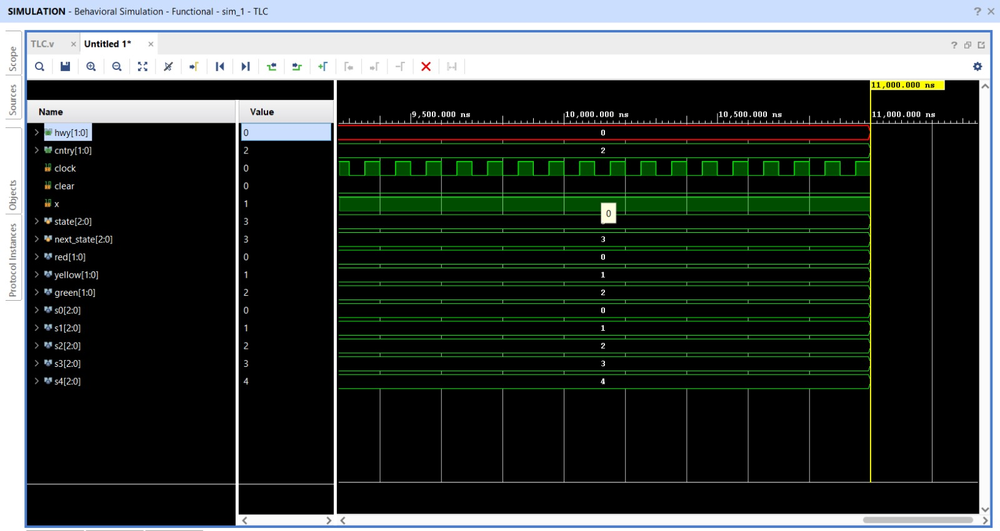 SIMULATION - Behavioral Simulation - Functional - sim_1 - TLC
? ×
Scope
Sources
Objects
Protocol Instances
TLC.v ×
Untitled 1* ×
?
11,000.000 ns
Name Value
9,500.000 ns 10,000.000 ns 10,500.000 ns 11,000.000 ns
hwy[1:0] 0 0
cntry[1:0] 2 2
clock 0
clear 0
x 1
0
state[2:0] 3
next_state[2:0] 3 3
red[1:0] 0 0
yellow[1:0] 1 1
green[1:0] 2 2
s0[2:0] 0 0
s1[2:0] 1 1
s2[2:0] 2 2
s3[2:0] 3 3
s4[2:0] 4 4